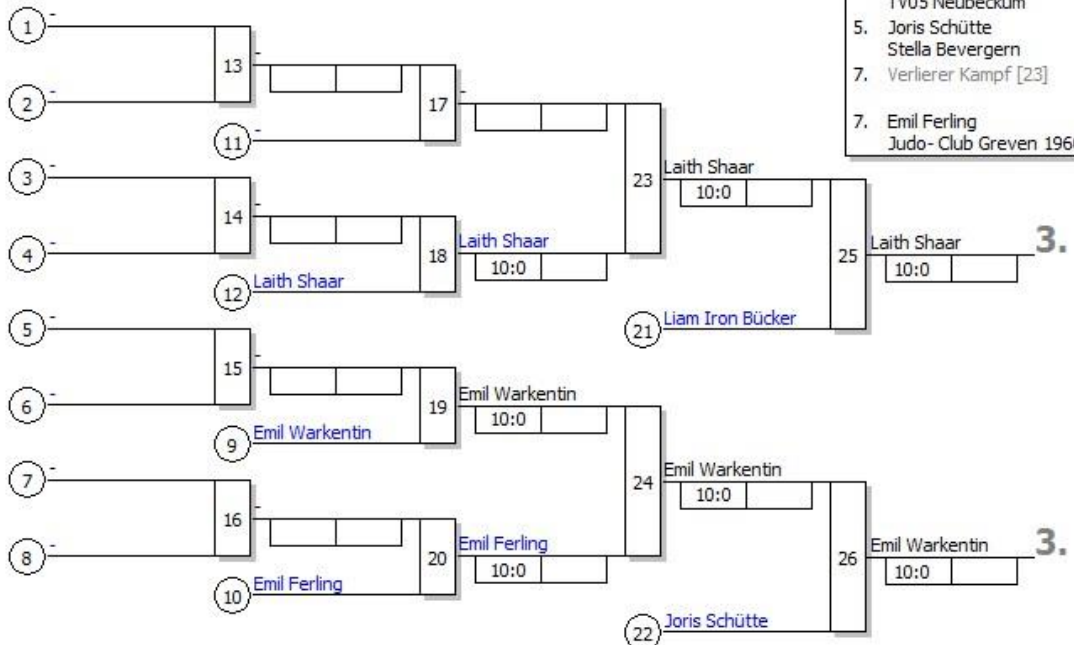 TV05 Neubeckum
5. Joris Schütte
Stella Bevergern
7. Verlierer Kampf [23]
7. Emil Ferling
Judo-Club Greven
1 -
13 -
2 -
17 -
11 -
3 -
23 Laith Shaar
10:0
14 -
4 -
18 Laith Shaar
10:0
12 Laith Shaar
25 Laith Shaar 3.
10:0
5 -
21 Liam Iron Bücker
15 -
6 -
19 Emil Warkentin
10:0
9 Emil Warkentin
7 -
24 Emil Warkentin
10:0
16 -
8 -
20 Emil Ferling
10:0
10 Emil Ferling
26 Emil Warkentin 3.
10:0
22 Joris Schütte